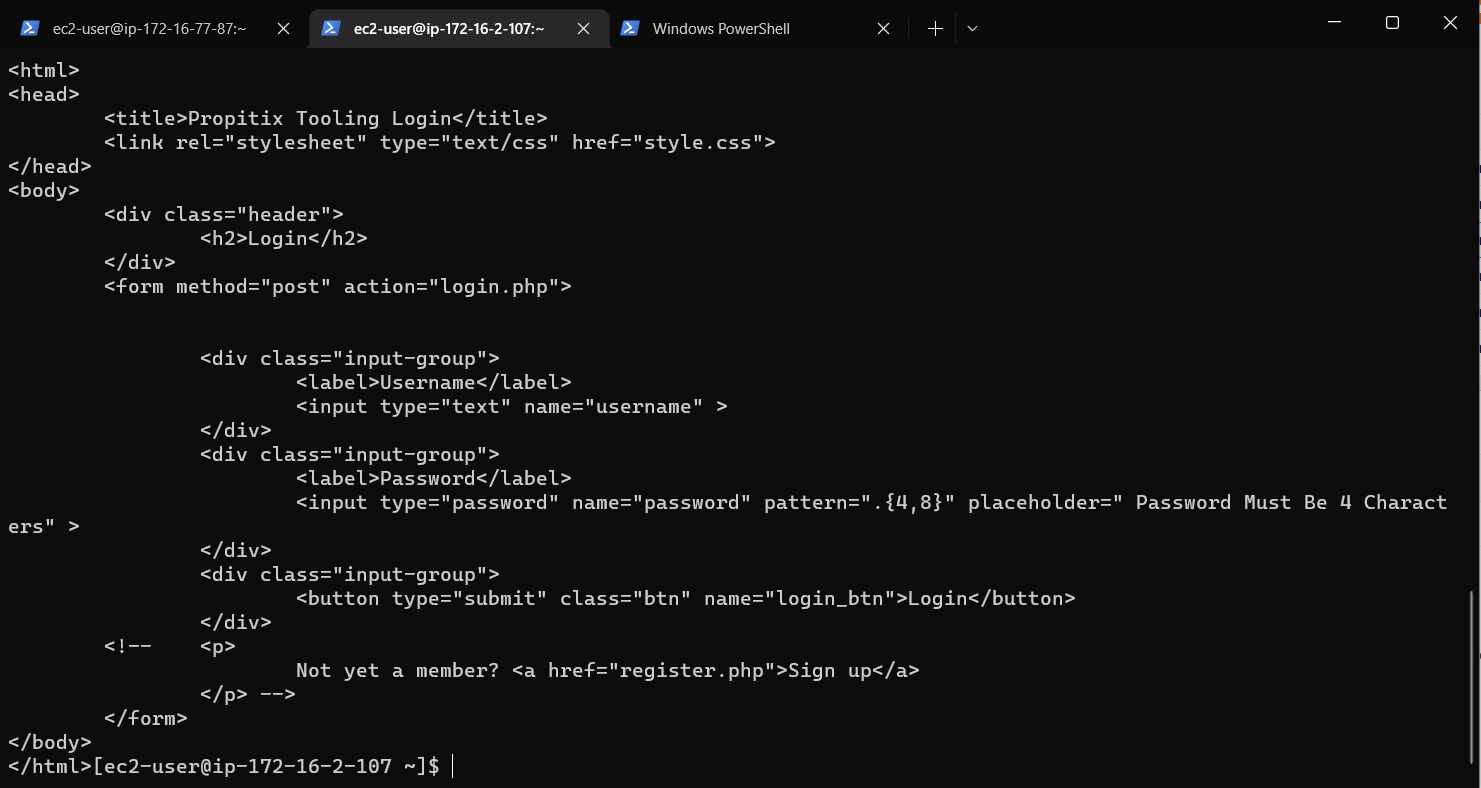 ec2-user@ip-172-16-77-87:~ ec2-user@ip-172-16-2-107:~ Windows PowerShell
<html>
<head>
        <title>Propitix Tooling Login</title>
        <link rel="stylesheet" type="text/css" href="style.css">
</head>
<body>
        <div class="header">
                <h2>Login</h2>
        </div>
        <form method="post" action="login.php">
                <div class="input-group">
                        <label>Username</label>
                        <input type="text" name="username" >
                </div>
                <div class="input-group">
                        <label>Password</label>
                        <input type="password" name="password" pattern=".{4,8}" placeholder=" Password Must Be 4 Charact
ers" >
                </div>
                <div class="input-group">
                        <button type="submit" class="btn" name="login_btn">Login</button>
                </div>
        <!--    <p>
                        Not yet a member? <a href="register.php">Sign up</a>
                </p> -->
        </form>
</body>
</html>[ec2-user@ip-172-16-2-107 ~]$